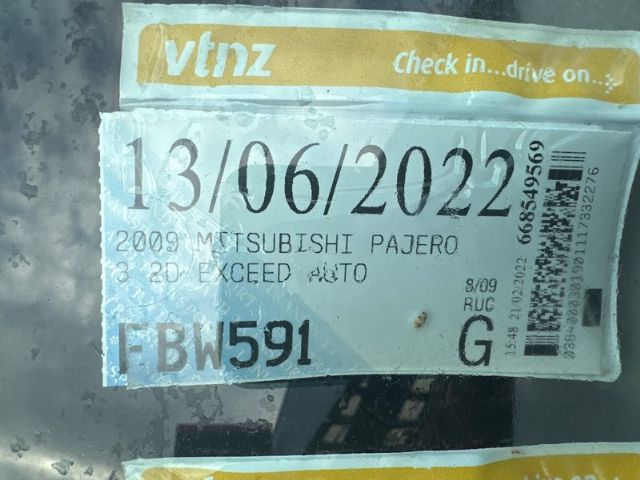 vtnz
Check in...drive on...
13/06/2022
2009 MITSUBISHI PAJERO
3 2D EXCEED AUTO
FBW591
8/09
RUC
G
15:48 21/02/2022
668549569
03840000301901117332276